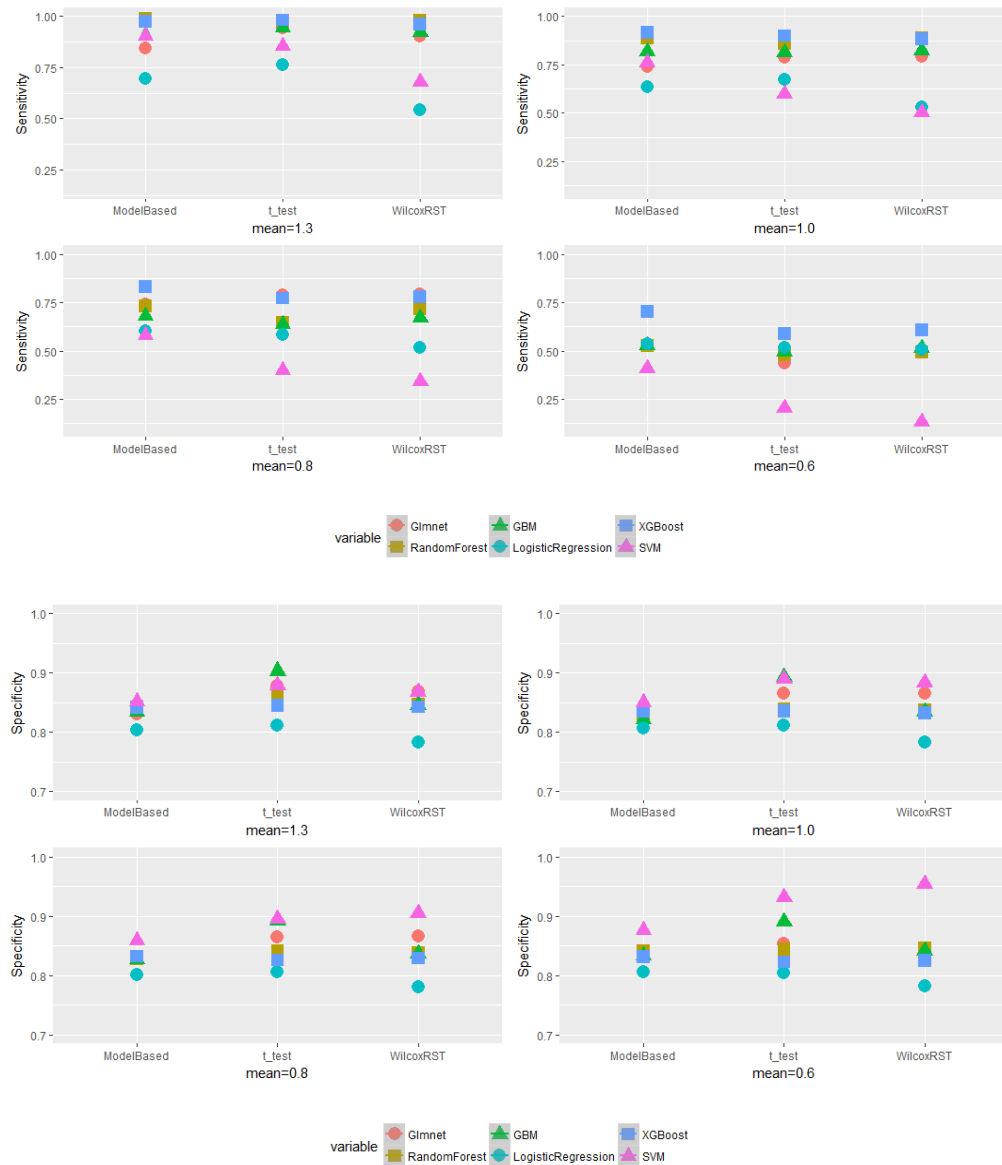 Sensitivity
1.00
0.75
0.50
0.25
ModelBased t_test WilcoxRST
mean=1.3
Sensitivity
1.00
0.75
0.50
0.25
ModelBased t_test WilcoxRST
mean=1.0
Sensitivity
1.00
0.75
0.50
0.25
ModelBased t_test WilcoxRST
mean=0.8
Sensitivity
1.00
0.75
0.50
0.25
ModelBased t_test WilcoxRST
mean=0.6
variable
Glmnet GBM XGBoost
RandomForest LogisticRegression SVM
Specificity
1.0
0.9
0.8
0.7
ModelBased t_test WilcoxRST
mean=1.3
Specificity
1.0
0.9
0.8
0.7
ModelBased t_test WilcoxRST
mean=1.0
Specificity
1.0
0.9
0.8
0.7
ModelBased t_test WilcoxRST
mean=0.8
Specificity
1.0
0.9
0.8
0.7
ModelBased t_test WilcoxRST
mean=0.6
variable
Glmnet GBM XGBoost
RandomForest LogisticRegression SVM